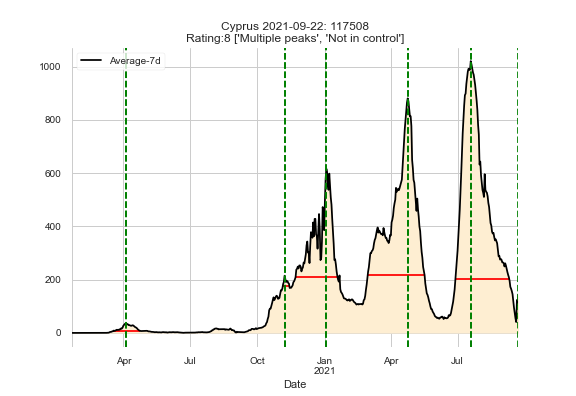 Cyprus 2021-09-22: 117508
Rating:8 ['Multiple peaks', 'Not in control']
Average-7d
1000
800
600
400
200
0
Apr Jul Oct Jan Apr Jul
2021
Date